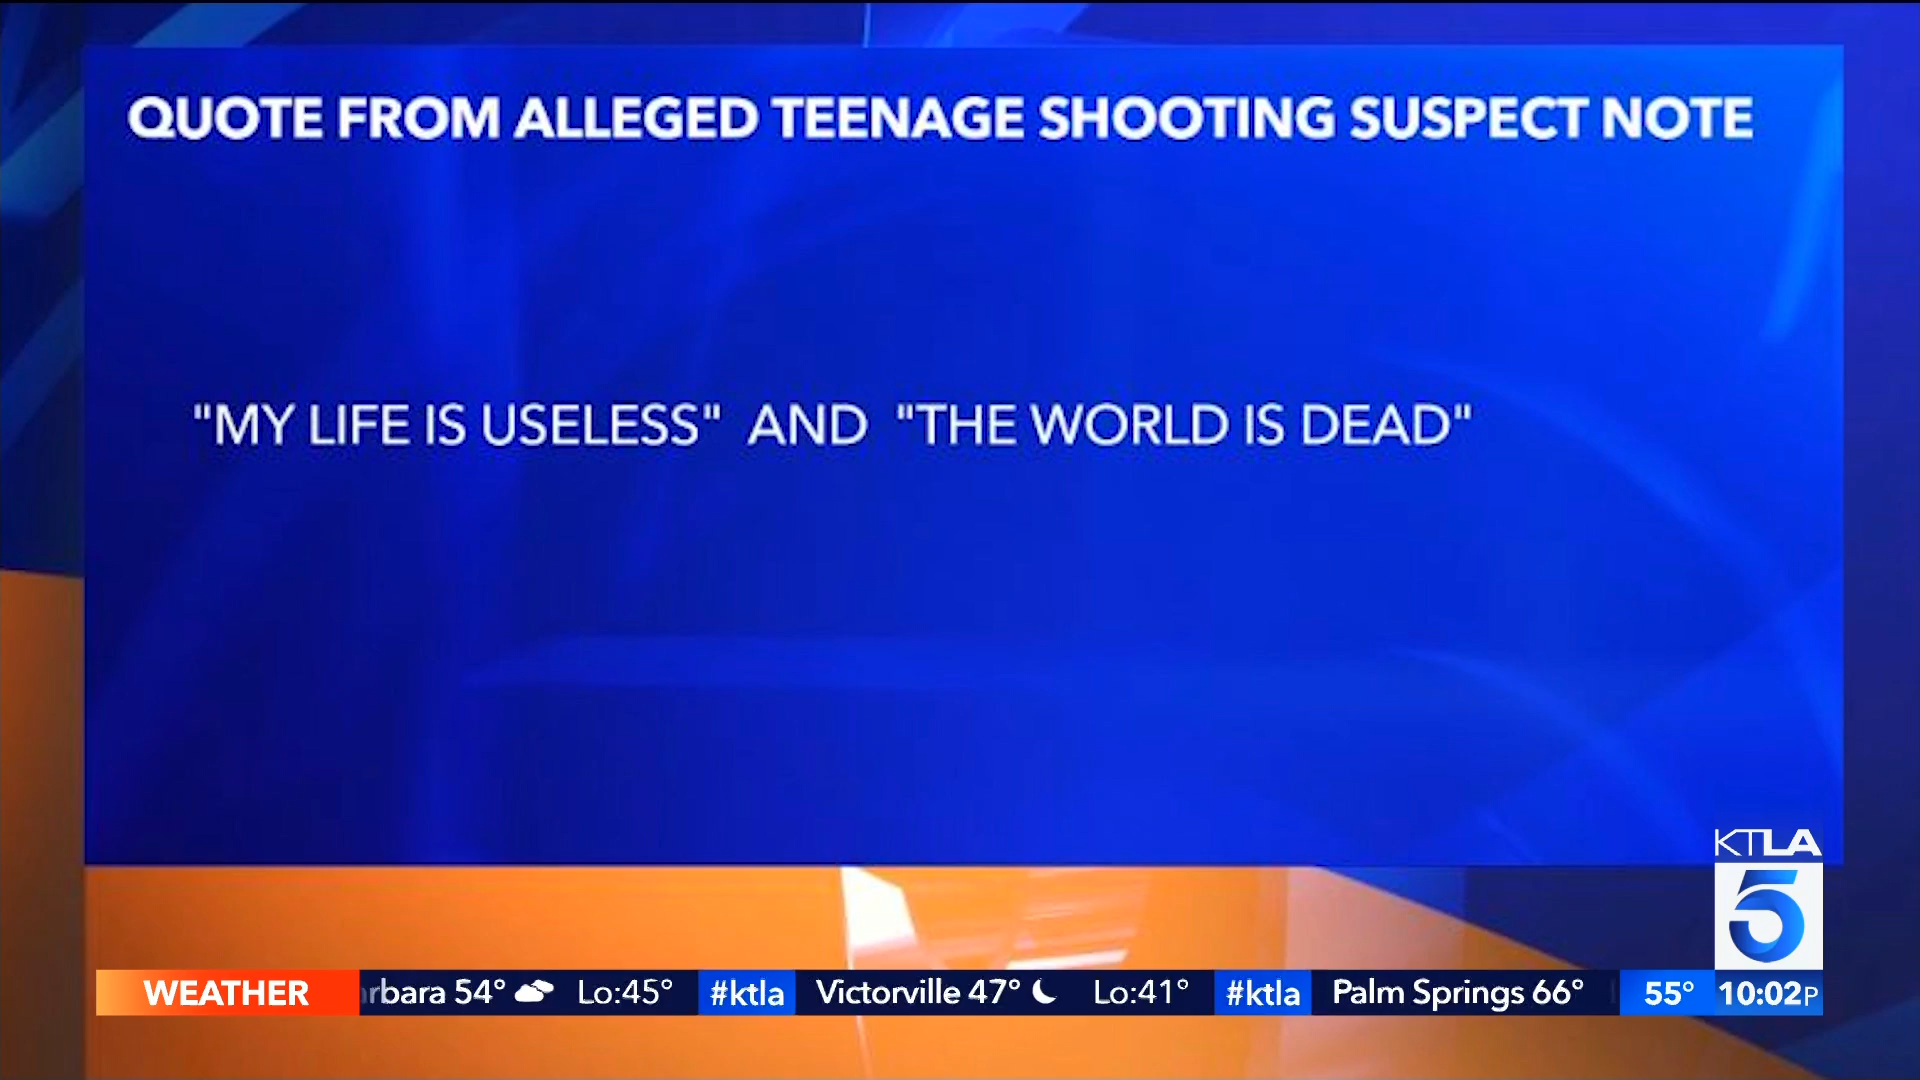 QUOTE FROM ALLEGED TEENAGE SHOOTING SUSPECT NOTE
"MY LIFE IS USELESS" AND "THE WORLD IS DEAD"
KTLA
5
WEATHER rbara 54° Lo:45° #ktla Victorville 47° Lo:41° #ktla Palm Springs 66° 55° 10:02P